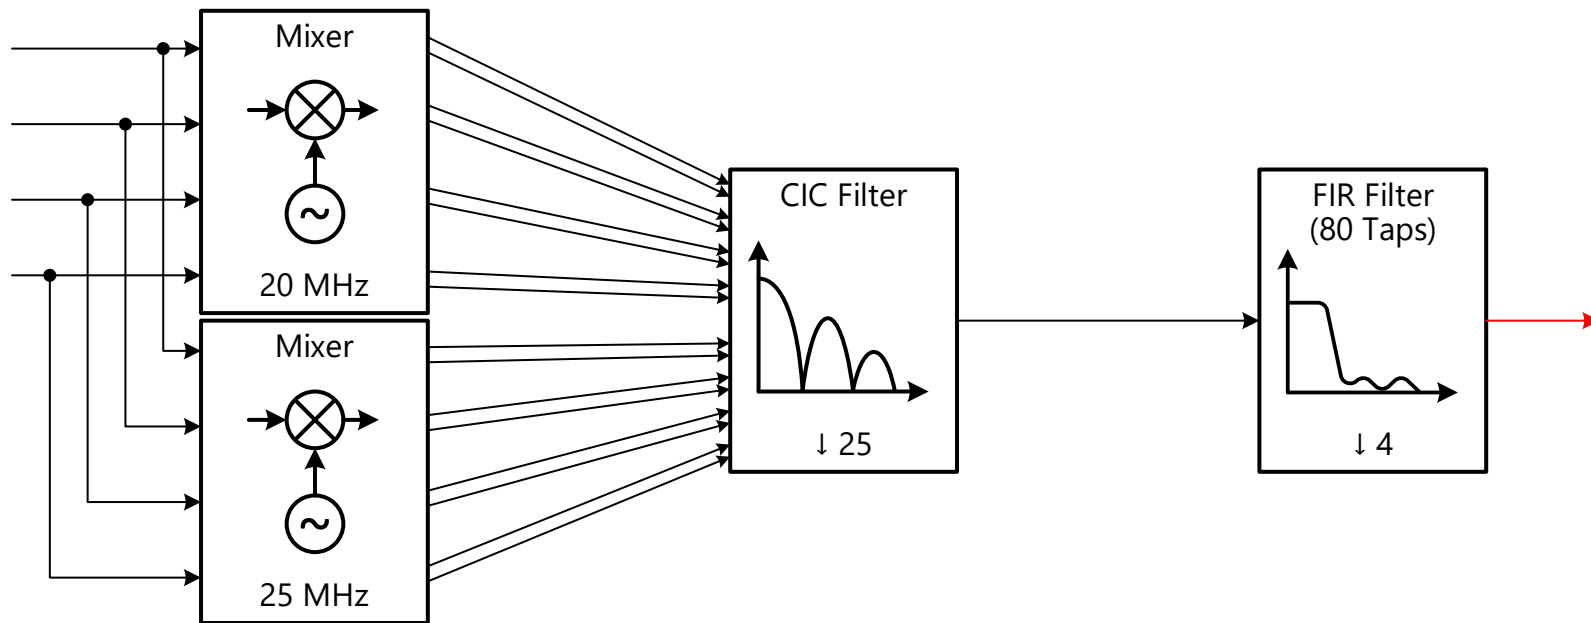 Mixer
20 MHz
Mixer
25 MHz
CIC Filter
↓ 25
FIR Filter
(80 Taps)
↓ 4